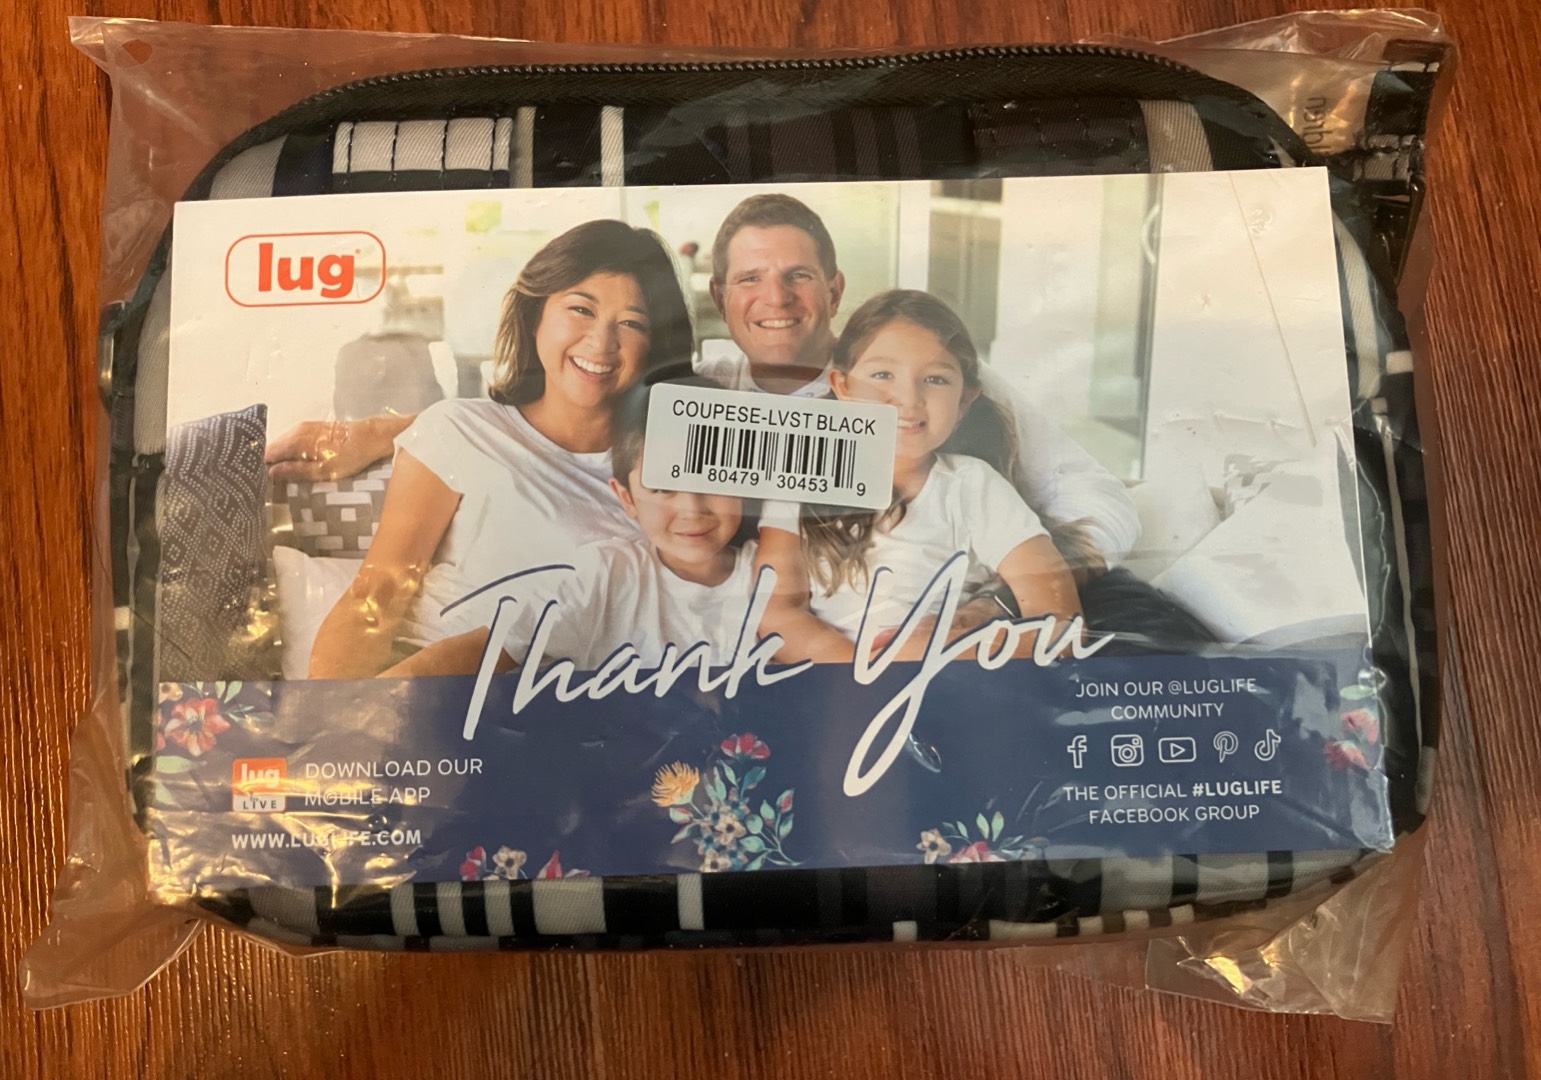 lug
COUPESE-LVST BLACK
8 80479 30453 9
Thank You
JOIN OUR @LUGLIFE
COMMUNITY
THE OFFICIAL #LUGLIFE
FACEBOOK GROUP
lug
LIVE
DOWNLOAD OUR
MOBILE APP
WWW.LUGLIFE.COM